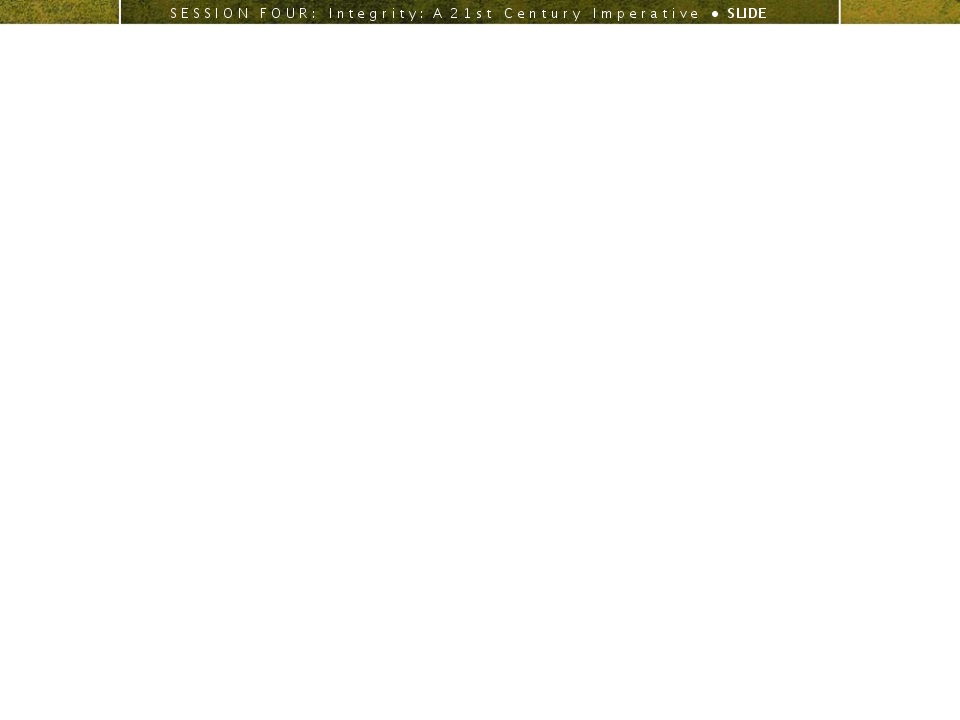 SESSION FOUR: Integrity: A 21st Century Imperative ● SLIDE